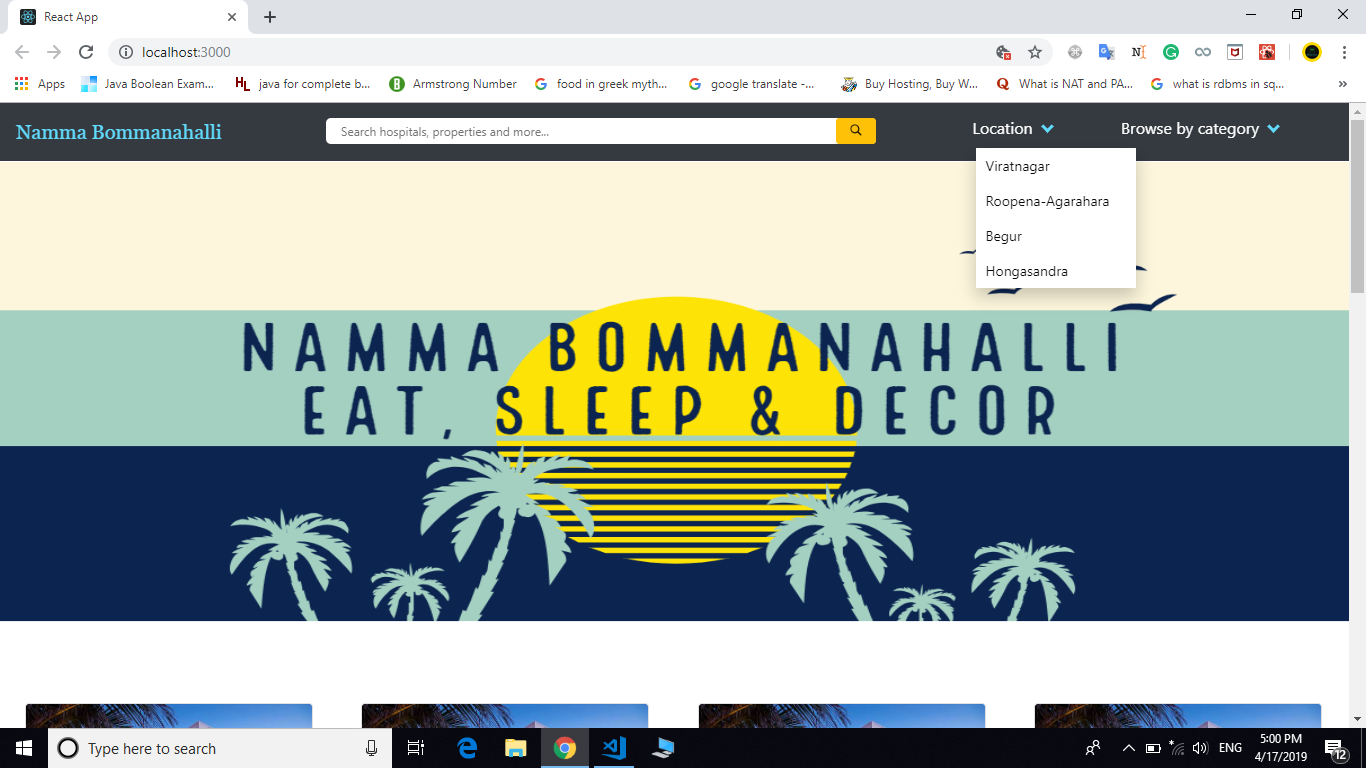 React App
localhost:3000
Apps
Java Boolean Exam...
java for complete b...
Armstrong Number
food in greek myth...
google translate -...
Buy Hosting, Buy W...
What is NAT and PA...
what is rdbms in sq...
Namma Bommanahalli
Search hospitals, properties and more...
Location
Browse by category
Viratnagar
Roopena-Agarahara
Begur
Hongasandra
NAMMA BOMMANAHALLI
EAT, SLEEP & DECOR
Type here to search
ENG
5:00 PM
4/17/2019
12